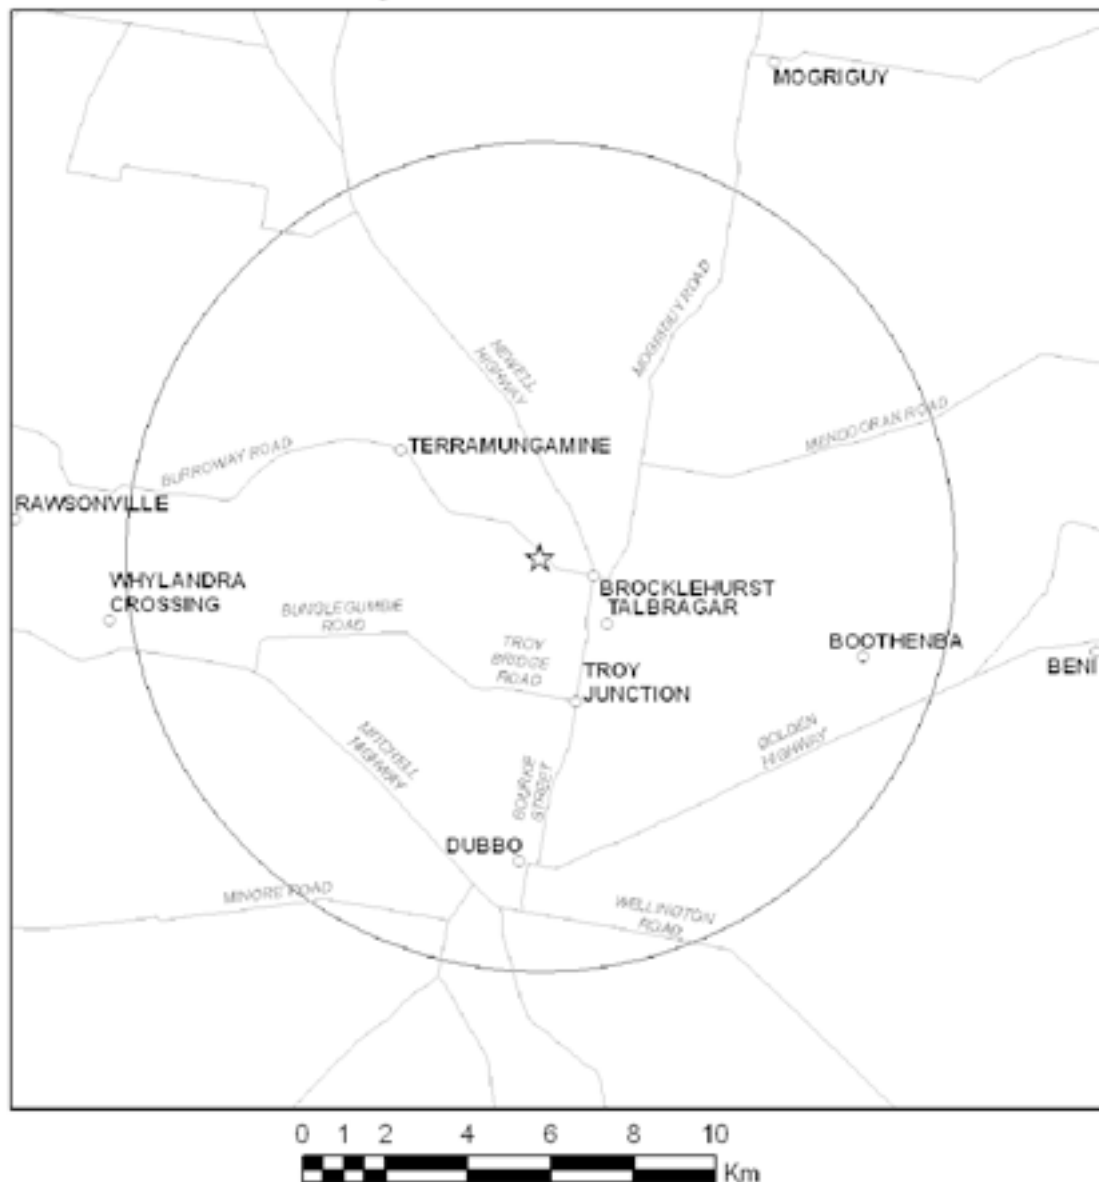 MOGRIGUY
MOGRIGUY ROAD
NEWELL
HIGHWAY
MENDOORAN ROAD
BURROWAY ROAD
TERRAMUNGAMINE
RAWSONVILLE
WHYLANDRA
CROSSING
BROCKLEHURST
TALBRAGAR
BUNGLEGUMBIE
ROAD
TROY
BRIDGE
ROAD
BOOTHENBA
BENI
TROY
JUNCTION
MITCHELL
HIGHWAY
GOLDEN
HIGHWAY
BOURKE
STREET
DUBBO
MINORE ROAD
WELLINGTON
ROAD
0 1 2 4 6 8 10
Km